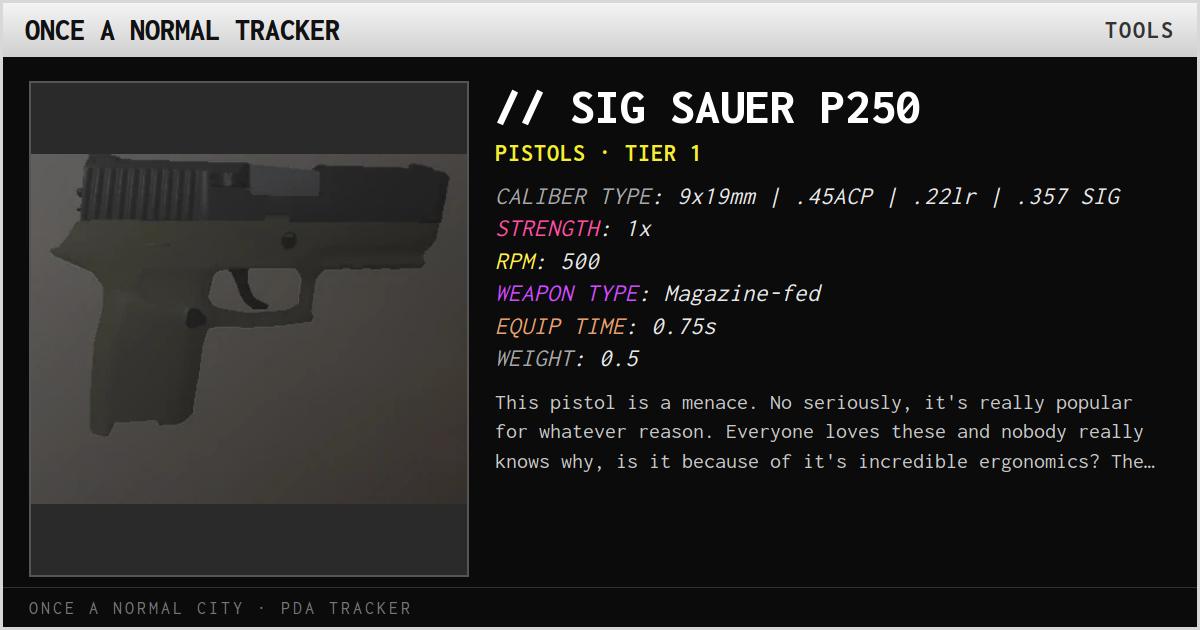 ONCE A NORMAL TRACKER
TOOLS
// SIG SAUER P250
PISTOLS · TIER 1
CALIBER TYPE: 9x19mm | .45ACP | .22lr | .357 SIG
STRENGTH: 1x
RPM: 500
WEAPON TYPE: Magazine-fed
EQUIP TIME: 0.75s
WEIGHT: 0.5
This pistol is a menace. No seriously, it's really popular
for whatever reason. Everyone loves these and nobody really
knows why, is it because of it's incredible ergonomics? The…
ONCE A NORMAL CITY · PDA TRACKER